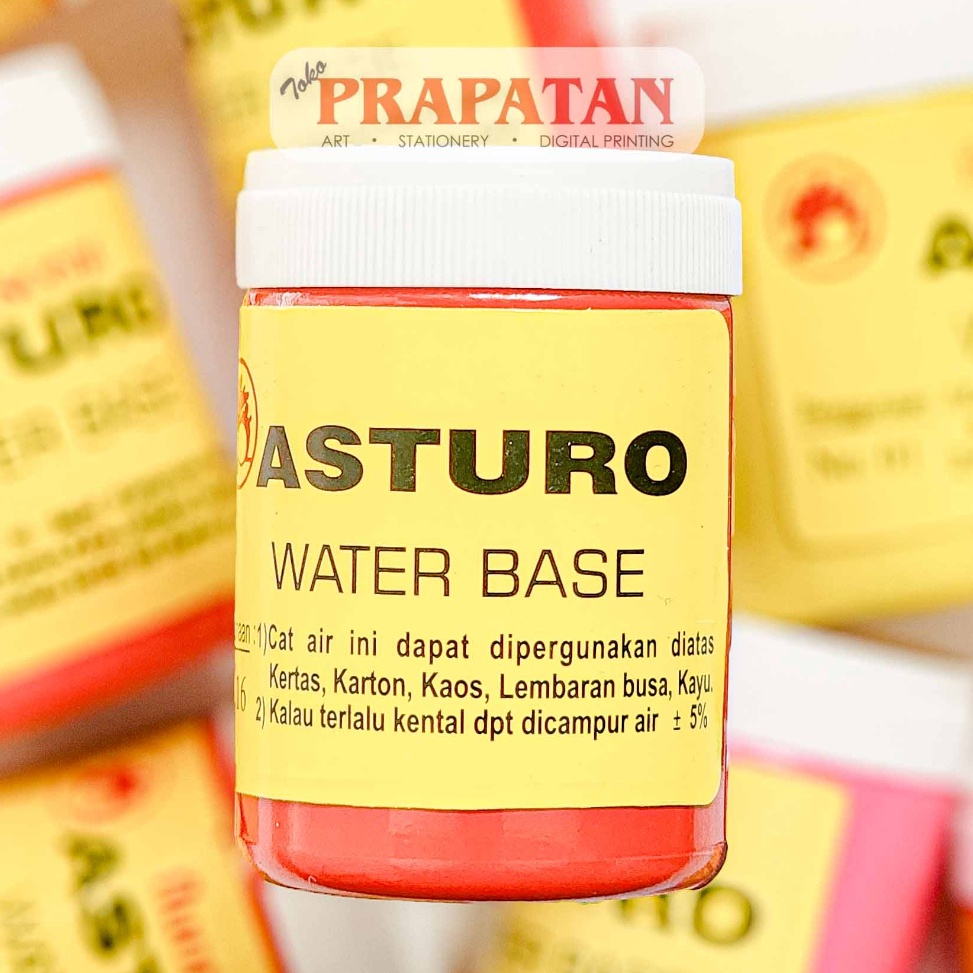 Toko
PRAPATAN
ART • STATIONERY • DIGITAL PRINTING
ASTURO
WATER BASE
1)Cat air ini dapat dipergunakan diatas
Kertas, Karton, Kaos, Lembaran busa, Kayu.
16
2) Kalau terlalu kental dpt dicampur air ± 5%